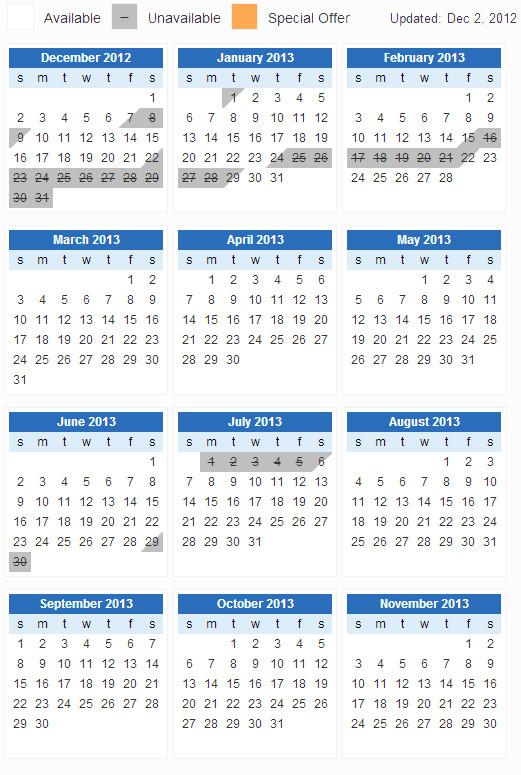 Available – Unavailable Special Offer Updated: Dec 2, 2012
December 2012
s m t w t f s
1
2 3 4 5 6 7 8
9 10 11 12 13 14 15
16 17 18 19 20 21 22
23 24 25 26 27 28 29
30 31
January 2013
s m t w t f s
1 2 3 4 5
6 7 8 9 10 11 12
13 14 15 16 17 18 19
20 21 22 23 24 25 26
27 28 29 30 31
February 2013
s m t w t f s
1 2
3 4 5 6 7 8 9
10 11 12 13 14 15 16
17 18 19 20 21 22 23
24 25 26 27 28
March 2013
s m t w t f s
1 2
3 4 5 6 7 8 9
10 11 12 13 14 15 16
17 18 19 20 21 22 23
24 25 26 27 28 29 30
31
April 2013
s m t w t f s
1 2 3 4 5 6
7 8 9 10 11 12 13
14 15 16 17 18 19 20
21 22 23 24 25 26 27
28 29 30
May 2013
s m t w t f s
1 2 3 4
5 6 7 8 9 10 11
12 13 14 15 16 17 18
19 20 21 22 23 24 25
26 27 28 29 30 31
June 2013
s m t w t f s
1
2 3 4 5 6 7 8
9 10 11 12 13 14 15
16 17 18 19 20 21 22
23 24 25 26 27 28 29
30
July 2013
s m t w t f s
1 2 3 4 5 6
7 8 9 10 11 12 13
14 15 16 17 18 19 20
21 22 23 24 25 26 27
28 29 30 31
August 2013
s m t w t f s
1 2 3
4 5 6 7 8 9 10
11 12 13 14 15 16 17
18 19 20 21 22 23 24
25 26 27 28 29 30 31
September 2013
s m t w t f s
1 2 3 4 5 6 7
8 9 10 11 12 13 14
15 16 17 18 19 20 21
22 23 24 25 26 27 28
29 30
October 2013
s m t w t f s
1 2 3 4 5
6 7 8 9 10 11 12
13 14 15 16 17 18 19
20 21 22 23 24 25 26
27 28 29 30 31
November 2013
s m t w t f s
1 2
3 4 5 6 7 8 9
10 11 12 13 14 15 16
17 18 19 20 21 22 23
24 25 26 27 28 29 30